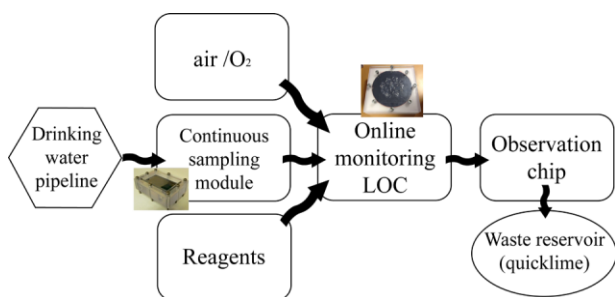 air /O₂
Drinking
water
pipeline
Continuous
sampling
module
Online
monitoring
LOC
Observation
chip
Reagents
Waste reservoir
(quicklime)